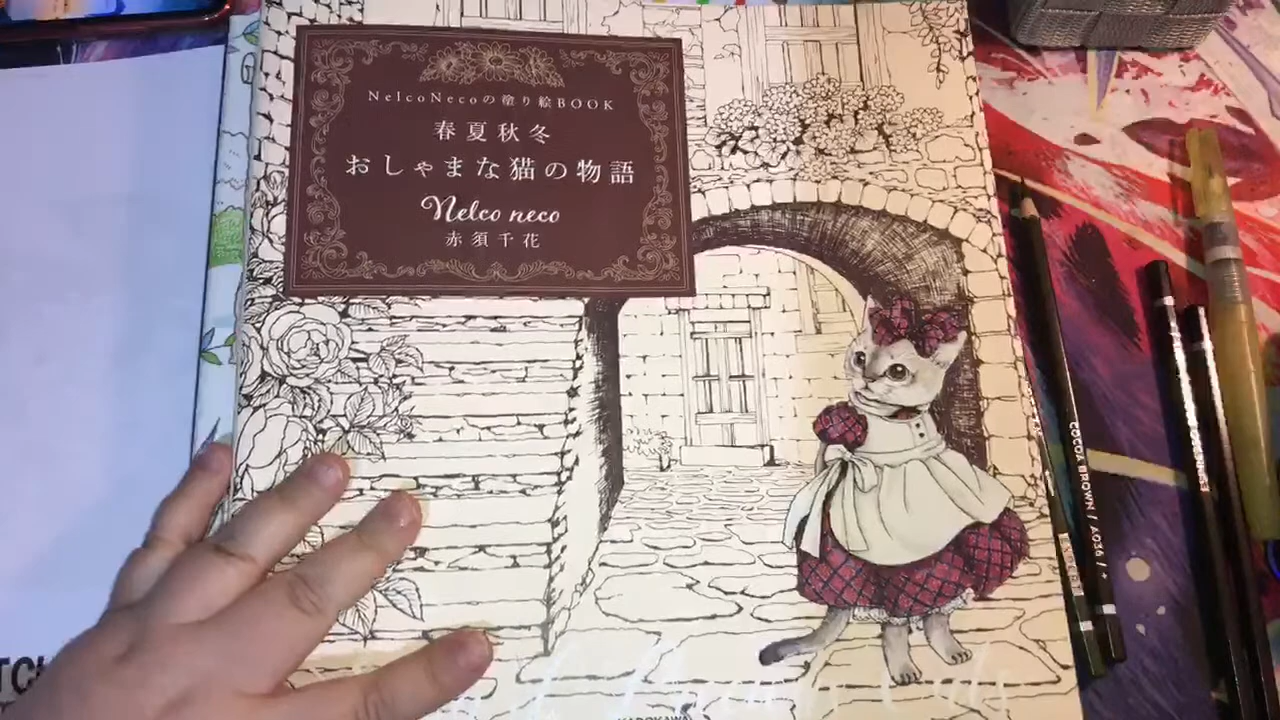 NelcoNecoの塗り絵BOOK
春夏秋冬
おしゃまな猫の物語
Nelco neco
赤須千花
KADOKAWA
COCOA BROWN / A036 /